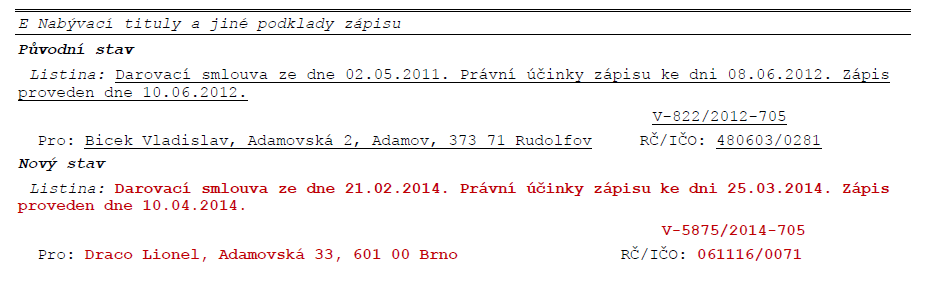 E Nabývací tituly a jiné podklady zápisu
Původní stav
Listina: Darovací smlouva ze dne 02.05.2011. Právní účinky zápisu ke dni 08.06.2012. Zápis
proveden dne 10.06.2012.
V-822/2012-705
Pro: Bicek Vladislav, Adamovská 2, Adamov, 373 71 Rudolfov RČ/IČO: 480603/0281
Nový stav
Listina: Darovací smlouva ze dne 21.02.2014. Právní účinky zápisu ke dni 25.03.2014. Zápis
proveden dne 10.04.2014.
V-5875/2014-705
Pro: Draco Lionel, Adamovská 33, 601 00 Brno RČ/IČO: 061116/0071